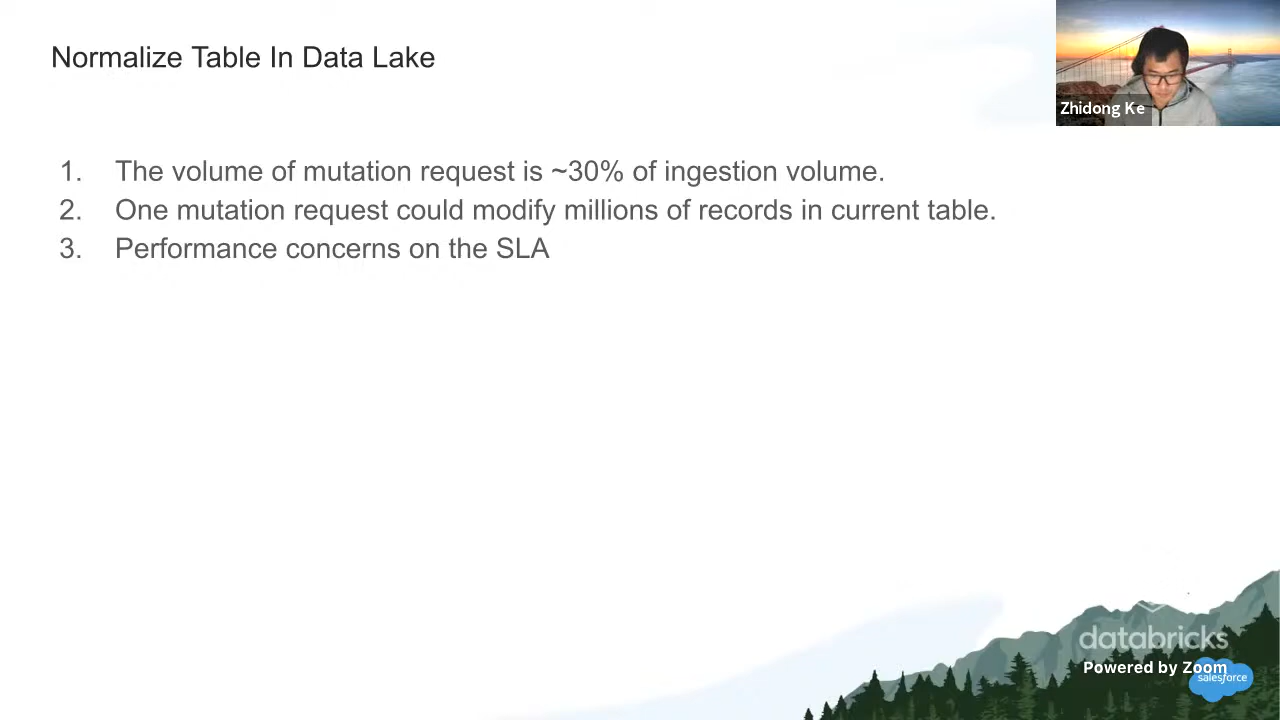 Normalize Table In Data Lake
Zhidong Ke
1. The volume of mutation request is ~30% of ingestion volume.
2. One mutation request could modify millions of records in current table.
3. Performance concerns on the SLA
databricks
Powered by Zoom
salesforce